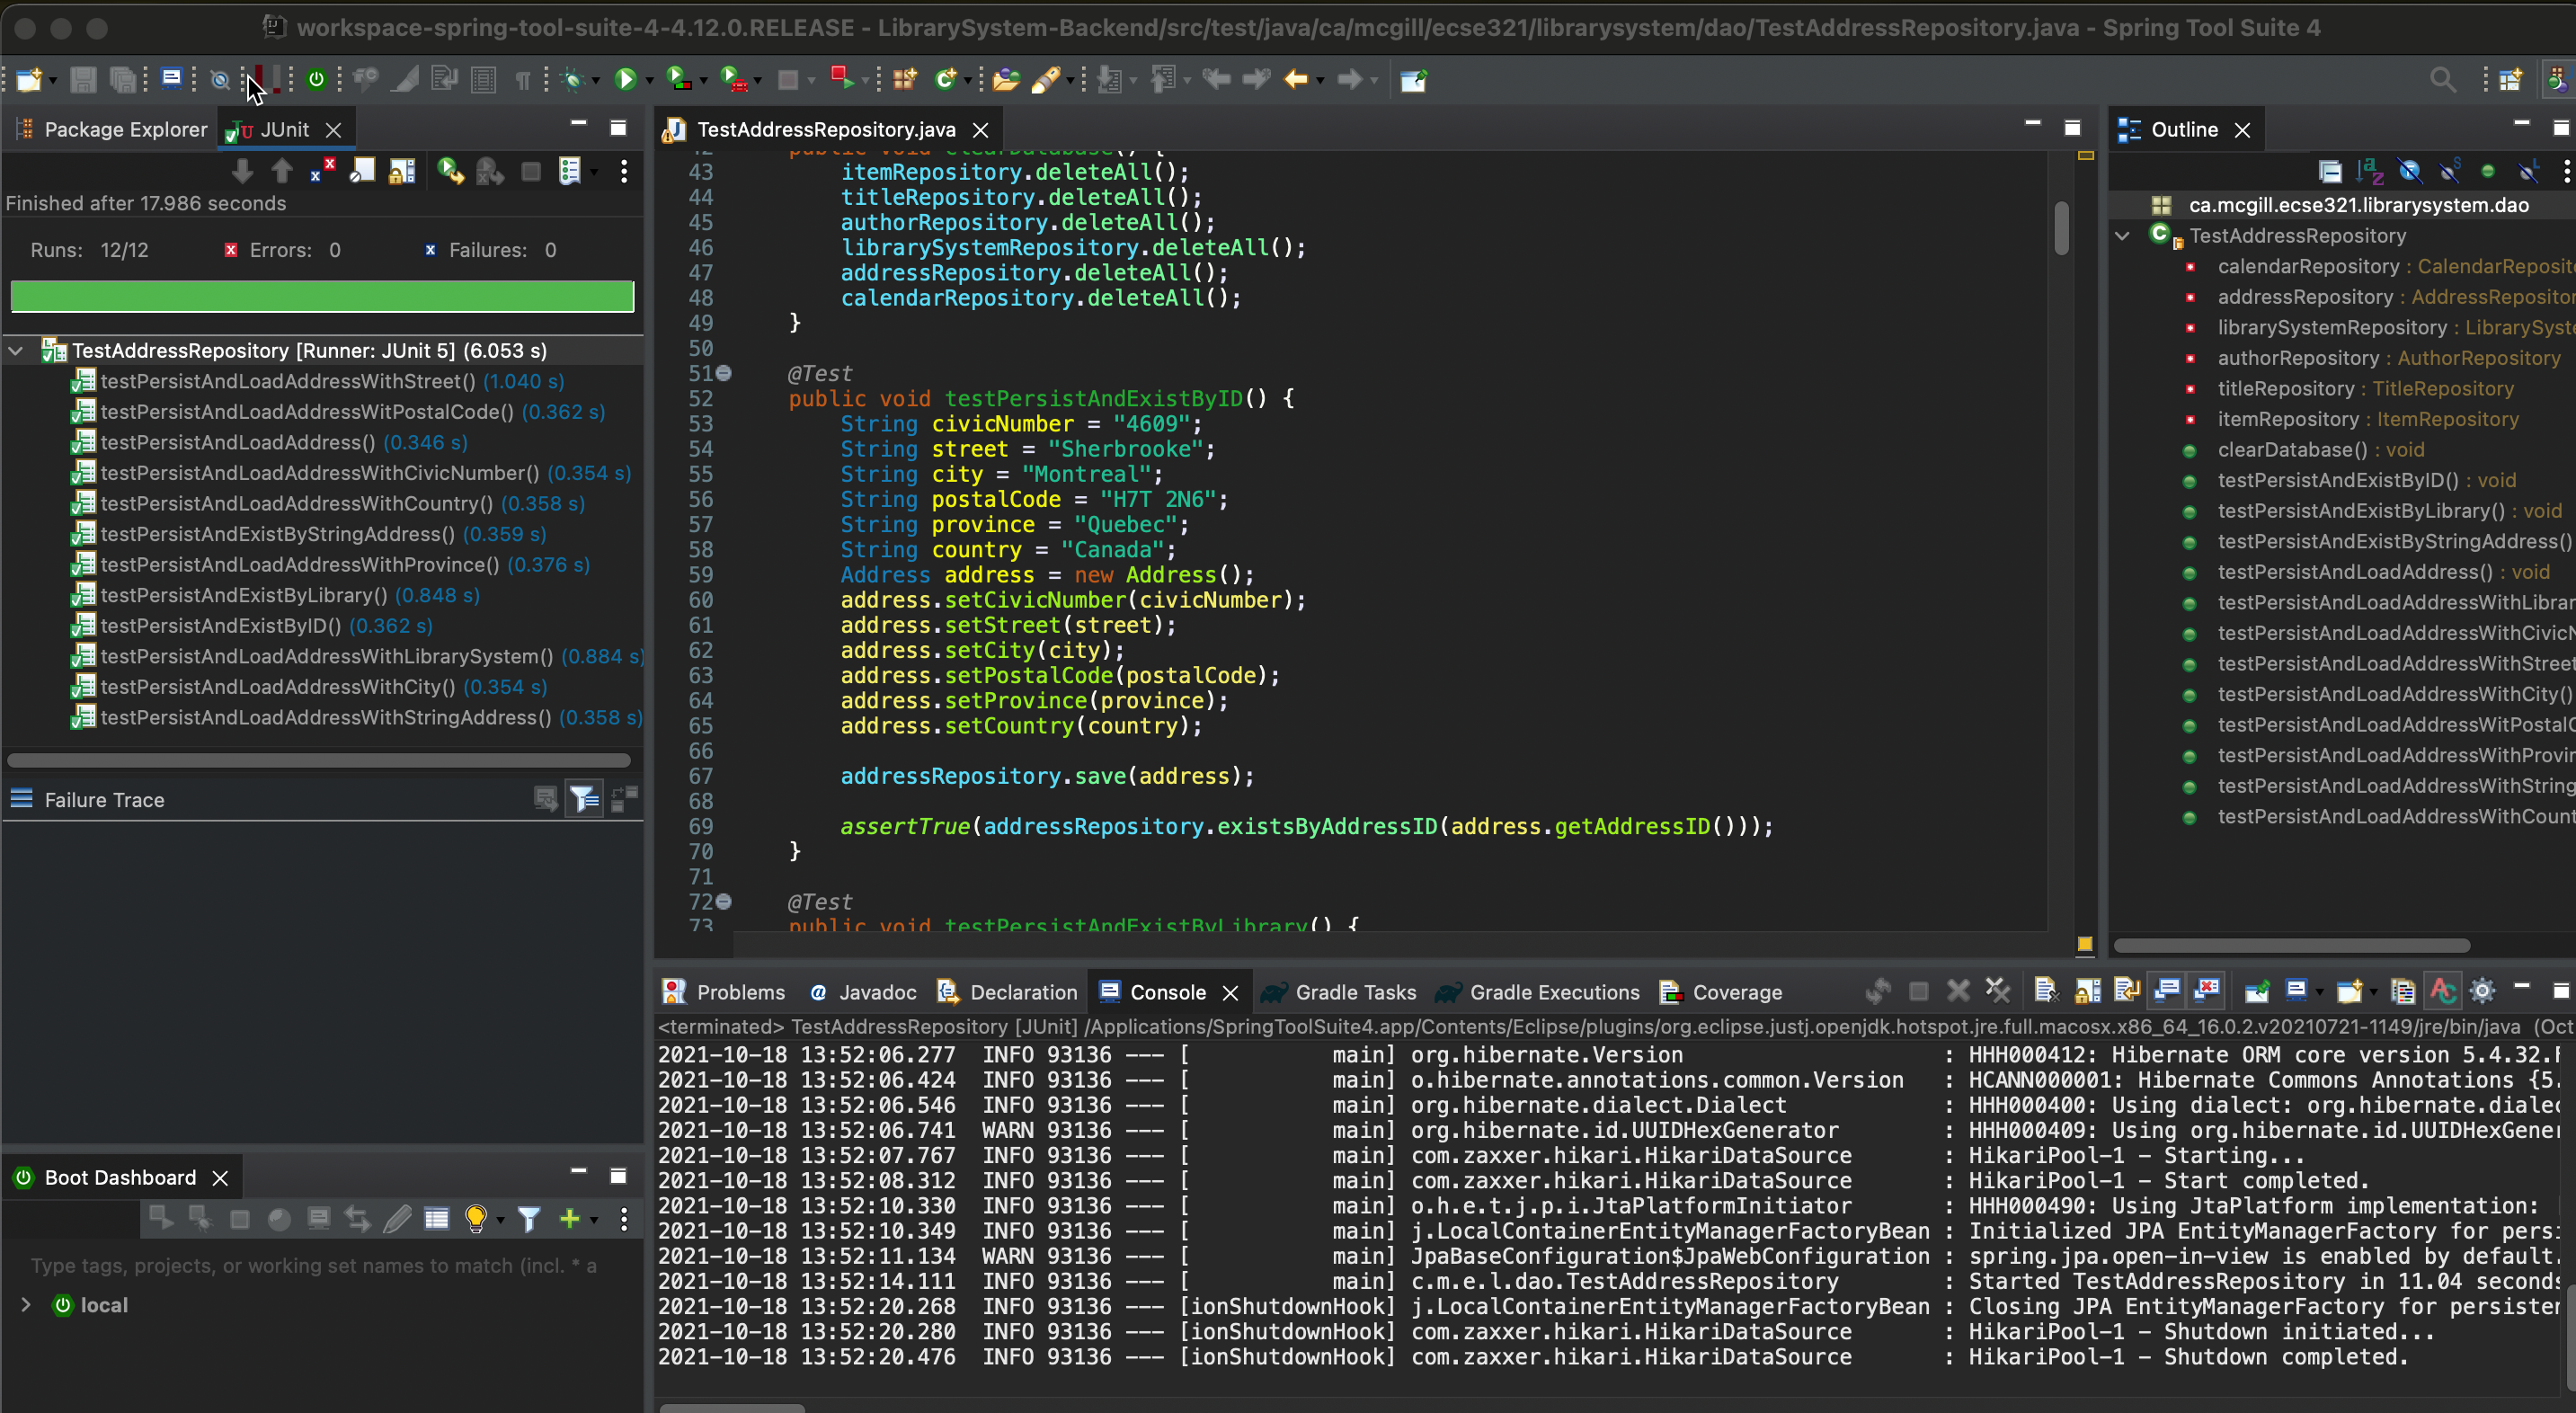 workspace-spring-tool-suite-4-4.12.0.RELEASE - LibrarySystem-Backend/src/test/java/ca/mcgill/ecse321/librarysystem/dao/TestAddressRepository.java - Spring Tool Suite 4
Package Explorer
JUnit
Finished after 17.986 seconds
Runs: 12/12
Errors: 0
Failures: 0
TestAddressRepository [Runner: JUnit 5] (6.053 s)
testPersistAndLoadAddressWithStreet() (1.040 s)
testPersistAndLoadAddressWitPostalCode() (0.362 s)
testPersistAndLoadAddress() (0.346 s)
testPersistAndLoadAddressWithCivicNumber() (0.354 s)
testPersistAndLoadAddressWithCountry() (0.358 s)
testPersistAndExistByStringAddress() (0.359 s)
testPersistAndLoadAddressWithProvince() (0.376 s)
testPersistAndExistByLibrary() (0.848 s)
testPersistAndExistByID() (0.362 s)
testPersistAndLoadAddressWithLibrarySystem() (0.884 s)
testPersistAndLoadAddressWithCity() (0.354 s)
testPersistAndLoadAddressWithStringAddress() (0.358 s)
Failure Trace
Boot Dashboard
Type tags, projects, or working set names to match (incl. * a
local
TestAddressRepository.java
42 public void clearDatabase() {
43 itemRepository.deleteAll();
44 titleRepository.deleteAll();
45 authorRepository.deleteAll();
46 librarySystemRepository.deleteAll();
47 addressRepository.deleteAll();
48 calendarRepository.deleteAll();
49 }
50
51 @Test
52 public void testPersistAndExistByID() {
53 String civicNumber = "4609";
54 String street = "Sherbrooke";
55 String city = "Montreal";
56 String postalCode = "H7T 2N6";
57 String province = "Quebec";
58 String country = "Canada";
59 Address address = new Address();
60 address.setCivicNumber(civicNumber);
61 address.setStreet(street);
62 address.setCity(city);
63 address.setPostalCode(postalCode);
64 address.setProvince(province);
65 address.setCountry(country);
66
67 addressRepository.save(address);
68
69 assertTrue(addressRepository.existsByAddressID(address.getAddressID()));
70 }
71
72 @Test
73 public void testPersistAndExistByLibrary() {
Outline
ca.mcgill.ecse321.librarysystem.dao
TestAddressRepository
calendarRepository : CalendarReposit
addressRepository : AddressRepositor
librarySystemRepository : LibrarySyste
authorRepository : AuthorRepository
titleRepository : TitleRepository
itemRepository : ItemRepository
clearDatabase() : void
testPersistAndExistByID() : void
testPersistAndExistByLibrary() : void
testPersistAndExistByStringAddress()
testPersistAndLoadAddress() : void
testPersistAndLoadAddressWithLibrar
testPersistAndLoadAddressWithCivicN
testPersistAndLoadAddressWithStreet
testPersistAndLoadAddressWithCity()
testPersistAndLoadAddressWitPostalC
testPersistAndLoadAddressWithProvin
testPersistAndLoadAddressWithString
testPersistAndLoadAddressWithCount
Problems
Javadoc
Declaration
Console
Gradle Tasks
Gradle Executions
Coverage
<terminated> TestAddressRepository [JUnit] /Applications/SpringToolSuite4.app/Contents/Eclipse/plugins/org.eclipse.justj.openjdk.hotspot.jre.full.macosx.x86_64_16.0.2.v20210721-1149/jre/bin/java (Oct
2021-10-18 13:52:06.277 INFO 93136 --- [ main] org.hibernate.Version : HHH000412: Hibernate ORM core version 5.4.32.F
2021-10-18 13:52:06.424 INFO 93136 --- [ main] o.hibernate.annotations.common.Version : HCANN000001: Hibernate Commons Annotations {5.
2021-10-18 13:52:06.546 INFO 93136 --- [ main] org.hibernate.dialect.Dialect : HHH000400: Using dialect: org.hibernate.dialec
2021-10-18 13:52:06.741 WARN 93136 --- [ main] org.hibernate.id.UUIDHexGenerator : HHH000409: Using org.hibernate.id.UUIDHexGener
2021-10-18 13:52:07.767 INFO 93136 --- [ main] com.zaxxer.hikari.HikariDataSource : HikariPool-1 - Starting...
2021-10-18 13:52:08.312 INFO 93136 --- [ main] com.zaxxer.hikari.HikariDataSource : HikariPool-1 - Start completed.
2021-10-18 13:52:10.330 INFO 93136 --- [ main] o.h.e.t.j.p.i.JtaPlatformInitiator : HHH000490: Using JtaPlatform implementation:
2021-10-18 13:52:10.349 INFO 93136 --- [ main] j.LocalContainerEntityManagerFactoryBean : Initialized JPA EntityManagerFactory for persi
2021-10-18 13:52:11.134 WARN 93136 --- [ main] JpaBaseConfiguration$JpaWebConfiguration : spring.jpa.open-in-view is enabled by default.
2021-10-18 13:52:14.111 INFO 93136 --- [ main] c.m.e.l.dao.TestAddressRepository : Started TestAddressRepository in 11.04 seconds
2021-10-18 13:52:20.268 INFO 93136 --- [ionShutdownHook] j.LocalContainerEntityManagerFactoryBean : Closing JPA EntityManagerFactory for persisten
2021-10-18 13:52:20.280 INFO 93136 --- [ionShutdownHook] com.zaxxer.hikari.HikariDataSource : HikariPool-1 - Shutdown initiated...
2021-10-18 13:52:20.476 INFO 93136 --- [ionShutdownHook] com.zaxxer.hikari.HikariDataSource : HikariPool-1 - Shutdown completed.